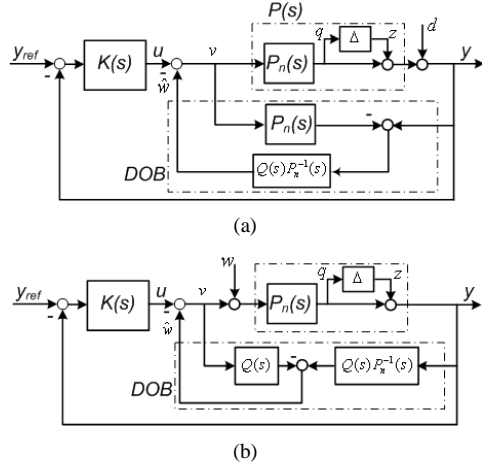 P(s)
y_ref - K(s) u - ŵ v P_n(s) q Δ z d y
P_n(s) -
DOB Q(s)P_n^{-1}(s)
(a)
y_ref - K(s) u - ŵ v w P_n(s) q Δ z y
Q(s) - Q(s)P_n^{-1}(s)
DOB
(b)